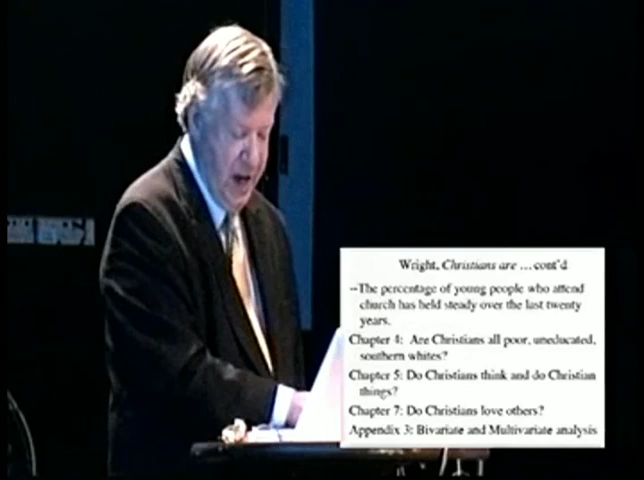 Wright, Christians are …cont'd
--The percentage of young people who attend
church has held steady over the last twenty
years.
Chapter 4: Are Christians all poor, uneducated,
southern whites?
Chapter 5: Do Christians think and do Christian
things?
Chapter 7: Do Christians love others?
Appendix 3: Bivariate and Multivariate analysis